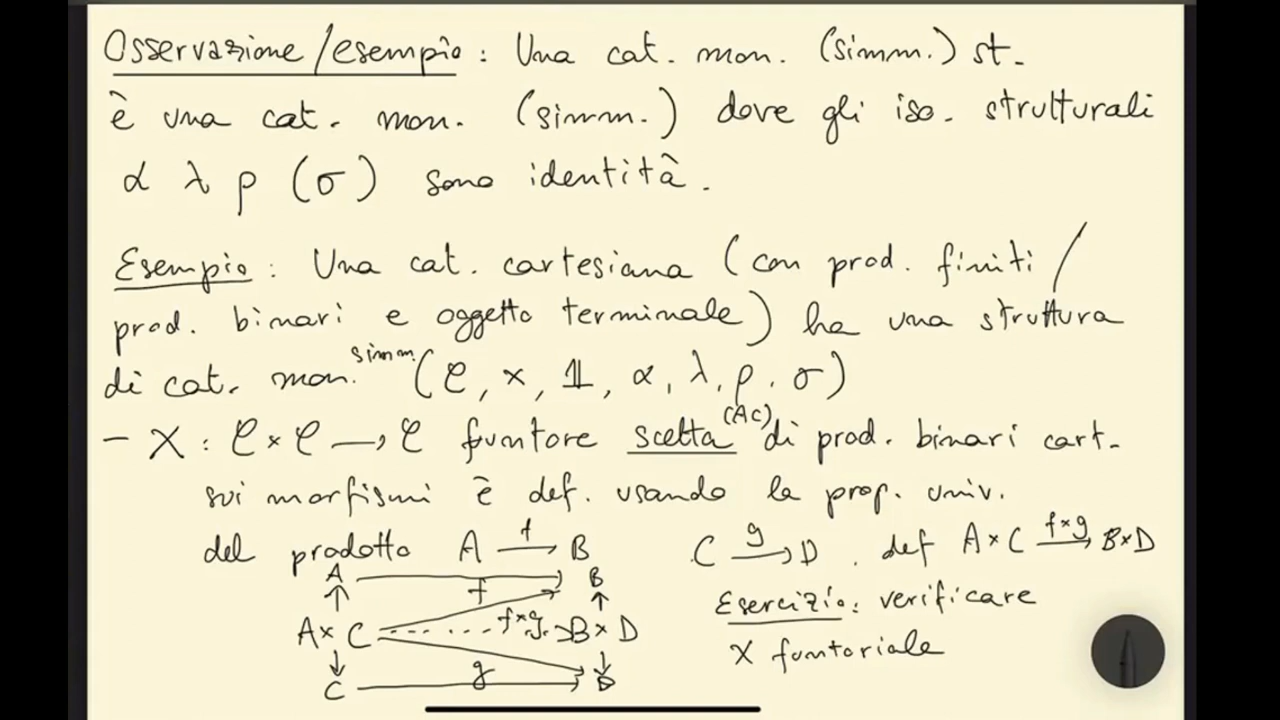 Osservazione/esempio: Una cat. mon. (simm.) st.
è una cat. mon. (simm.) dove gli iso. strutturali
α λ ρ (σ) sono identità.
Esempio: Una cat. cartesiana (con prod. finiti /
prod. binari e oggetto terminale) ha una struttura
di cat. mon. simm. (C, ×, 𝟙, α, λ, ρ, σ)
- × : C × C → C funtore scelta (AC) di prod. binari cart.
sui morfismi è def. usando la prop. univ.
del prodotto A f→ B C g→ D. def A×C f×g→ B×D
A f→ B
A × C f×g→ B × D
C g→ D
Esercizio: verificare
× funtoriale